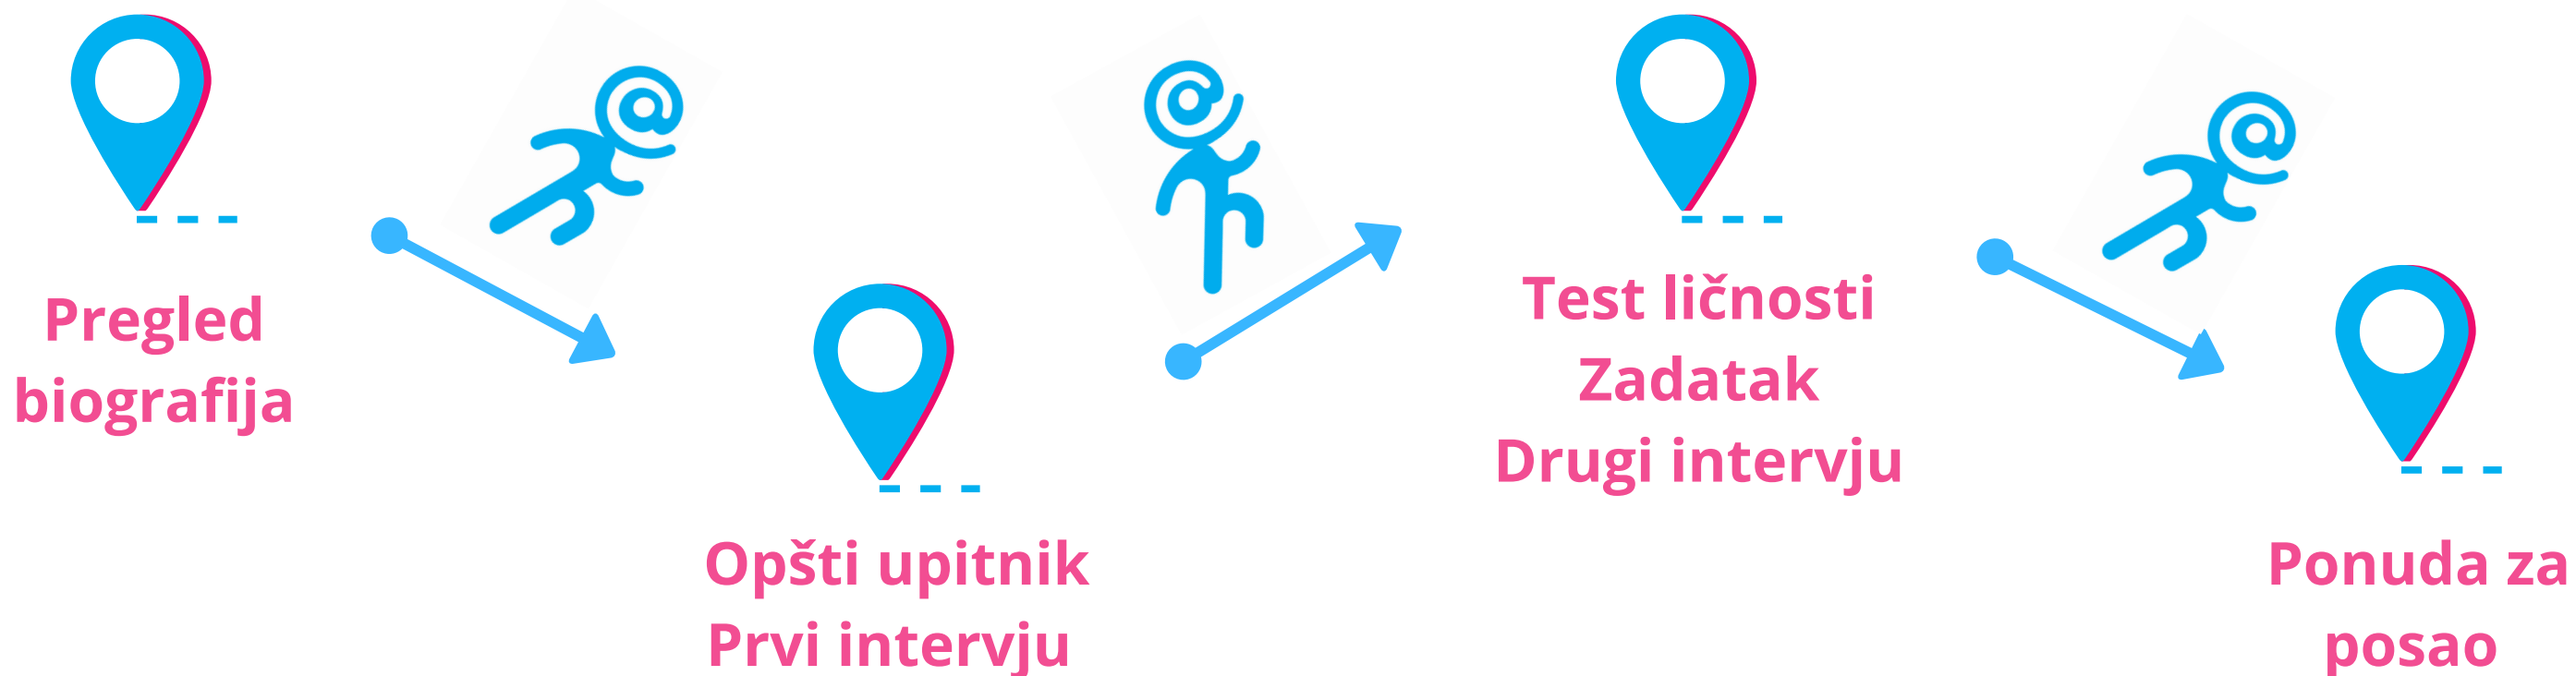 Pregled
biografija
Opšti upitnik
Prvi intervju
Test ličnosti
Zadatak
Drugi intervju
Ponuda za
posao